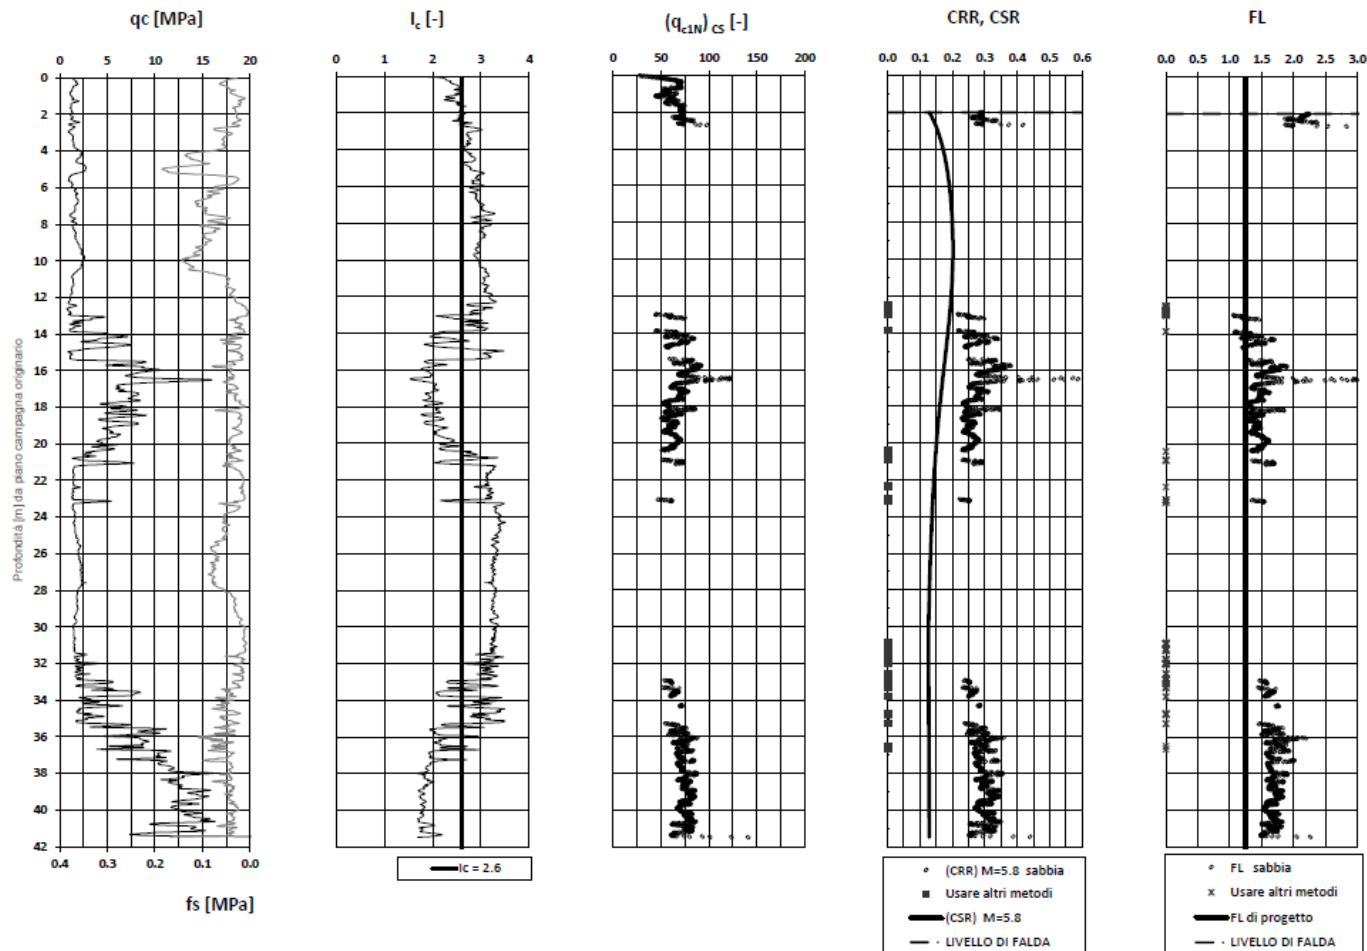 qc [MPa]
I_c [-]
(q_c1N)_CS [-]
CRR, CSR
FL
0 5 10 15 20
0 1 2 3 4
0 50 100 150 200
0.0 0.1 0.2 0.3 0.4 0.5 0.6
0.0 0.5 1.0 1.5 2.0 2.5 3.0
Profondità [m] da piano campagna originario
0
2
4
6
8
10
12
14
16
18
20
22
24
26
28
30
32
34
36
38
40
42
0.4 0.3 0.2 0.1 0.0
fs [MPa]
Ic = 2.6
(CRR) M=5.8 sabbia
Usare altri metodi
(CSR) M=5.8
LIVELLO DI FALDA
FL sabbia
Usare altri metodi
FL di progetto
LIVELLO DI FALDA